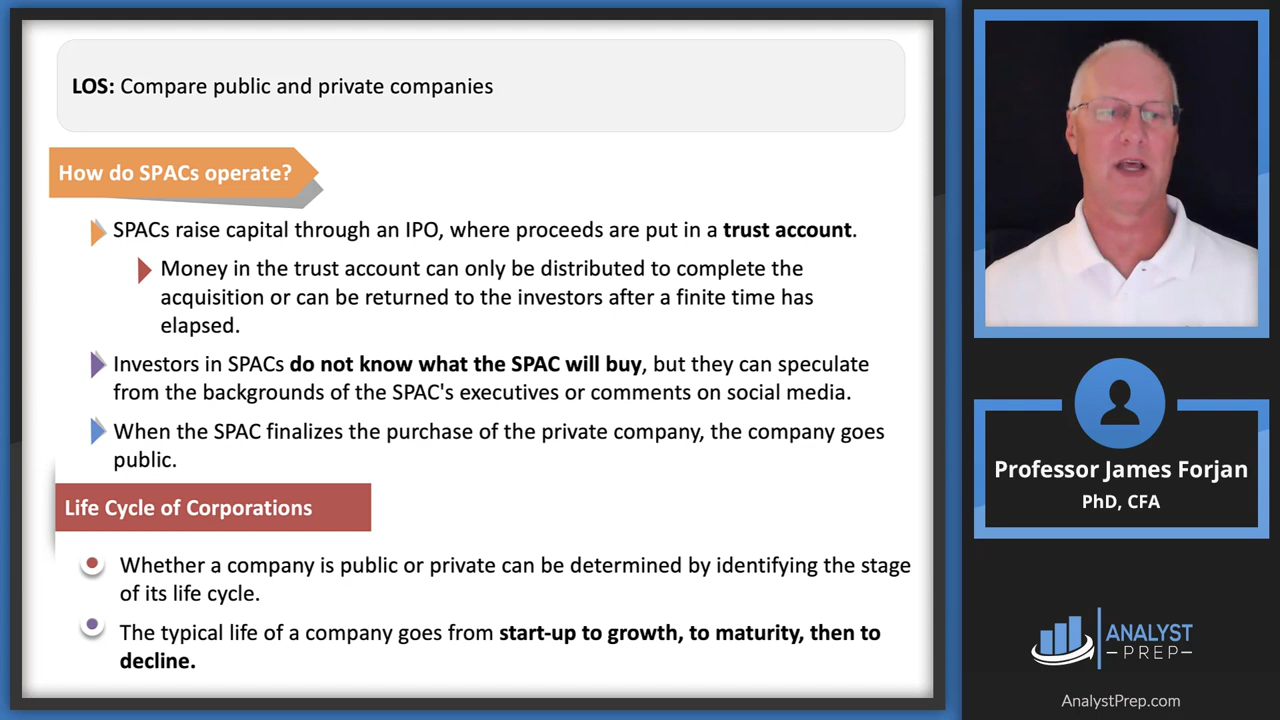 LOS: Compare public and private companies
How do SPACs operate?
SPACs raise capital through an IPO, where proceeds are put in a trust account.
Money in the trust account can only be distributed to complete the
acquisition or can be returned to the investors after a finite time has
elapsed.
Investors in SPACs do not know what the SPAC will buy, but they can speculate
from the backgrounds of the SPAC's executives or comments on social media.
When the SPAC finalizes the purchase of the private company, the company goes
public.
Life Cycle of Corporations
Whether a company is public or private can be determined by identifying the stage
of its life cycle.
The typical life of a company goes from start-up to growth, to maturity, then to
decline.
Professor James Forjan
PhD, CFA
ANALYST
PREP
AnalystPrep.com